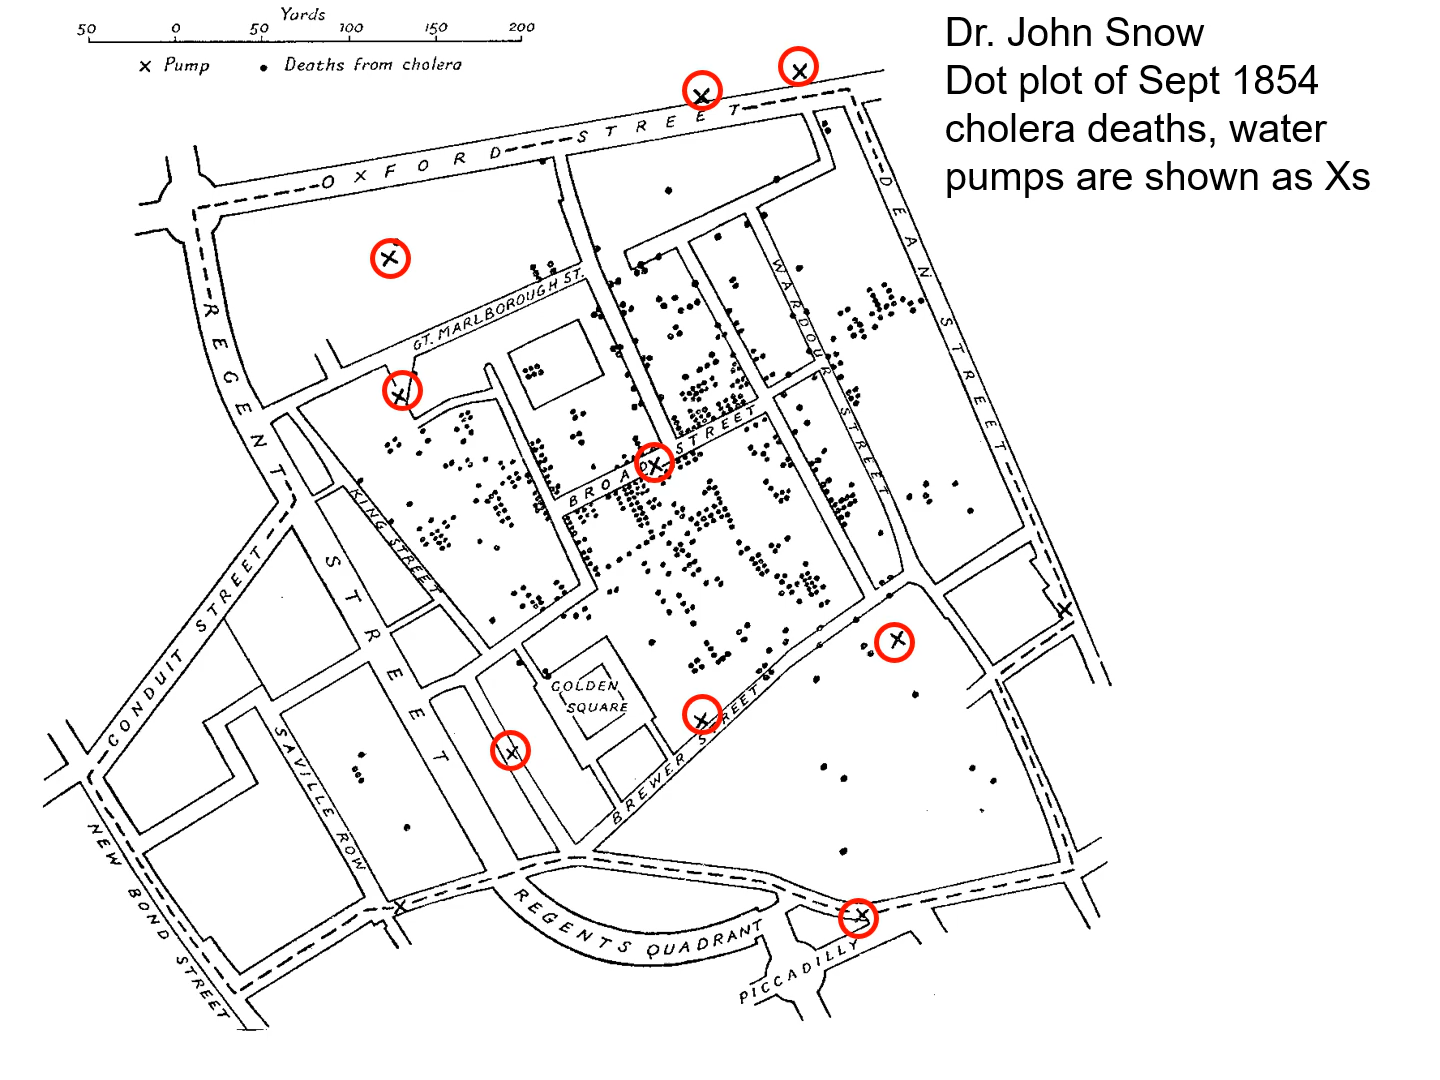 Yards
50 0 50 100 150 200
x Pump • Deaths from cholera
Dr. John Snow
Dot plot of Sept 1854
cholera deaths, water
pumps are shown as Xs
OXFORD STREET
DEAN STREET
REGENT STREET
GT. MARLBOROUGH ST.
WARDOUR STREET
BROAD STREET
KING STREET
CONDUIT STREET
GOLDEN
SQUARE
BREWER STREET
SAVILLE ROW
NEW BOND STREET
REGENTS QUADRANT
PICCADILLY